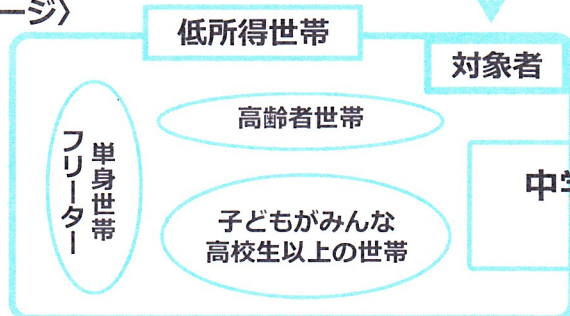 ージ〉
低所得世帯
対象者
高齢者世帯
単身世帯
フリーター
子どもがみんな
高校生以上の世帯
中